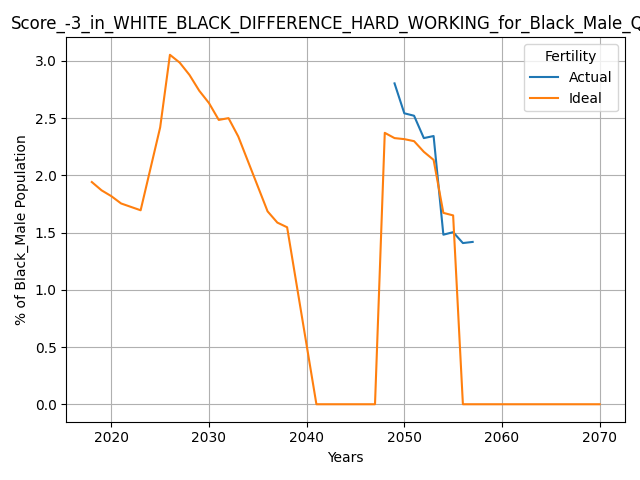 Score_-3_in_WHITE_BLACK_DIFFERENCE_HARD_WORKING_for_Black_Male_Q
Fertility
Actual
Ideal
% of Black_Male Population
3.0
2.5
2.0
1.5
1.0
0.5
0.0
2020 2030 2040 2050 2060 2070
Years